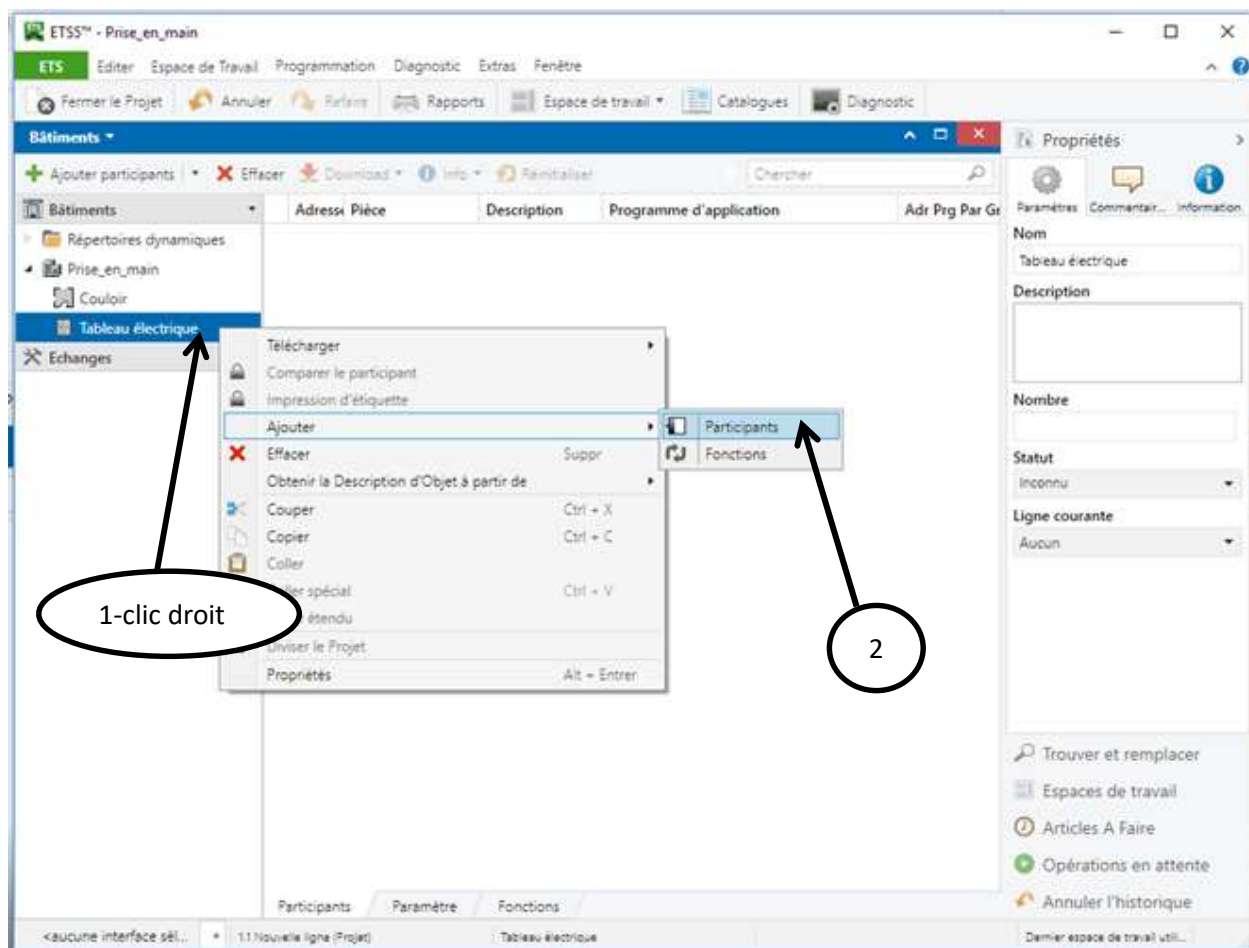 ETS5™ - Prise_en_main
ETS Editer Espace de Travail Programmation Diagnostic Extras Fenêtre
Fermer le Projet Annuler Refaire Rapports Espace de travail Catalogues Diagnostic
Bâtiments
Ajouter participants Effacer Download Info Réinitialiser Chercher
Bâtiments
Adresse Pièce Description Programme d'application Adr Prg Par Gr
Répertoires dynamiques
Prise_en_main
Couloir
Tableau électrique
Echanges
Télécharger
Comparer le participant
Impression d'étiquette
Ajouter
Participants
Effacer Suppr
Fonctions
Obtenir la Description d'Objet à partir de
Couper Ctrl + X
Copier Ctrl + C
Coller
spécial Ctrl + V
étendu
Diviser le Projet
Propriétés Alt + Entrer
1-clic droit
2
Propriétés
Paramètres Commentair... Information
Nom
Tableau électrique
Description
Nombre
Statut
Inconnu
Ligne courante
Aucun
Trouver et remplacer
Espaces de travail
Articles A Faire
Opérations en attente
Annuler l'historique
Participants Paramètre Fonctions
<aucune interface sél... 1.1 Nouvelle ligne (Projet) Tableau électrique Dernier espace de travail util...